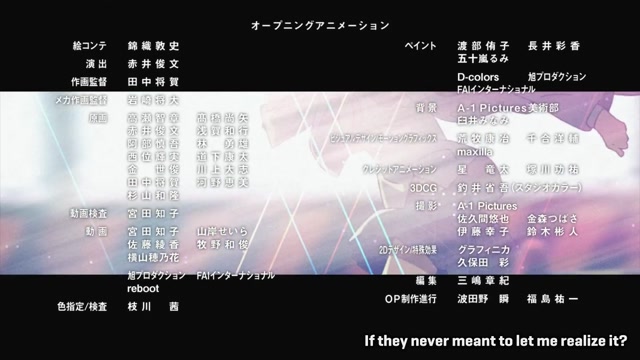 オープニングアニメーション
絵コンテ 錦織敦史
演出 赤井俊文
作画監督 田中将賀
メカ作画監督 岩崎将大
原画 高瀬智章 髙橋尚矢
赤井俊文 浅賀和行
阿部慎吾 林 勇雄
西位輝実 道下康太
金 世俊 川上大志
田中将賀 河野恵美
杉山和隆
動画検査 宮田知子
動画 宮田知子 山岸せいら
佐藤綾香 牧野和俊
横山穂乃花
旭プロダクション FAIインターナショナル
reboot
色指定/検査 枝川 茜
ペイント 渡部侑子 長井彩香
五十嵐るみ
D-colors 旭プロダクション
FAIインターナショナル
背景 A-1 Pictures美術部
臼井みなみ
ビジュアルデザイン/モーショングラフィックス 荒牧康治 千合洋輔
maxilla
クレジットアニメーション 星 竜太 塚川功祐
3DCG 釣井省吾(スタジオカラー)
撮影 A-1 Pictures
佐久間悠也 金森つばさ
伊藤幸子 鈴木彬人
2Dデザイン/特殊効果 グラフィニカ
久保田 彩
編集 三嶋章紀
OP制作進行 波田野 瞬 福島祐一
If they never meant to let me realize it?